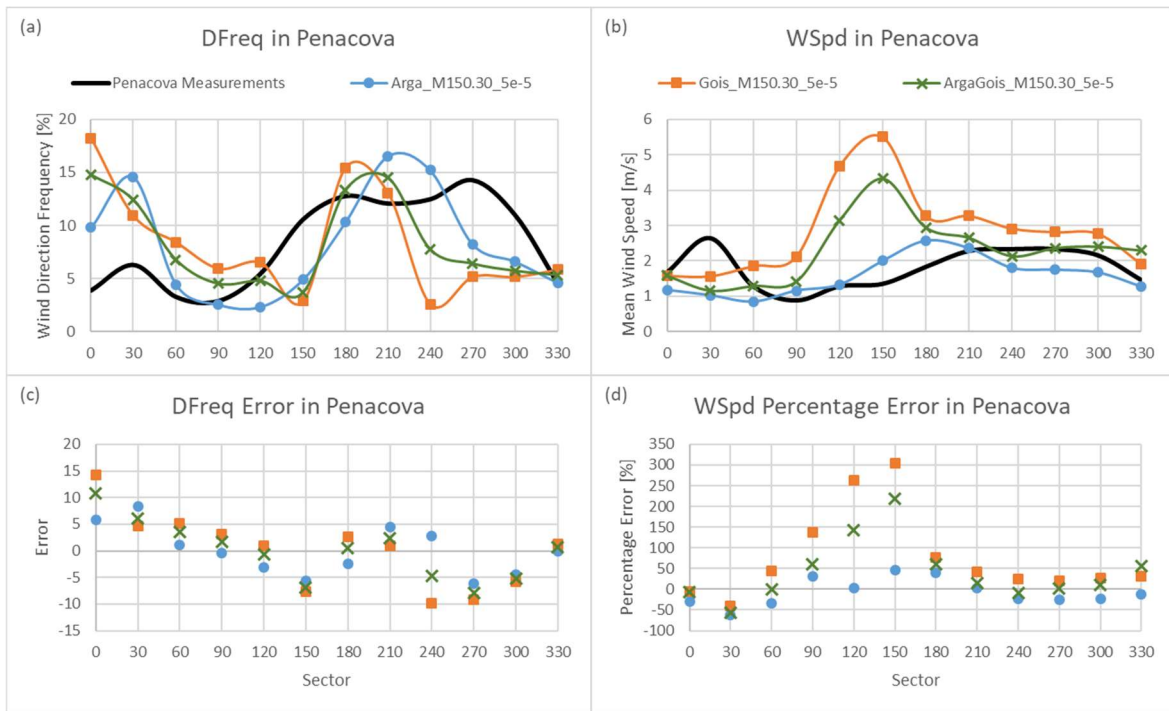 (a)
DFreq in Penacova
Penacova Measurements
Arga_M150.30_5e-5
Wind Direction Frequency [%]
20
15
10
5
0
0 30 60 90 120 150 180 210 240 270 300 330
(b)
WSpd in Penacova
Gois_M150.30_5e-5
ArgaGois_M150.30_5e-5
Mean Wind Speed [m/s]
6
5
4
3
2
1
0
0 30 60 90 120 150 180 210 240 270 300 330
(c)
DFreq Error in Penacova
Error
20
15
10
5
0
-5
-10
-15
0 30 60 90 120 150 180 210 240 270 300 330
Sector
(d)
WSpd Percentage Error in Penacova
Percentage Error [%]
350
300
250
200
150
100
50
0
-50
-100
0 30 60 90 120 150 180 210 240 270 300 330
Sector